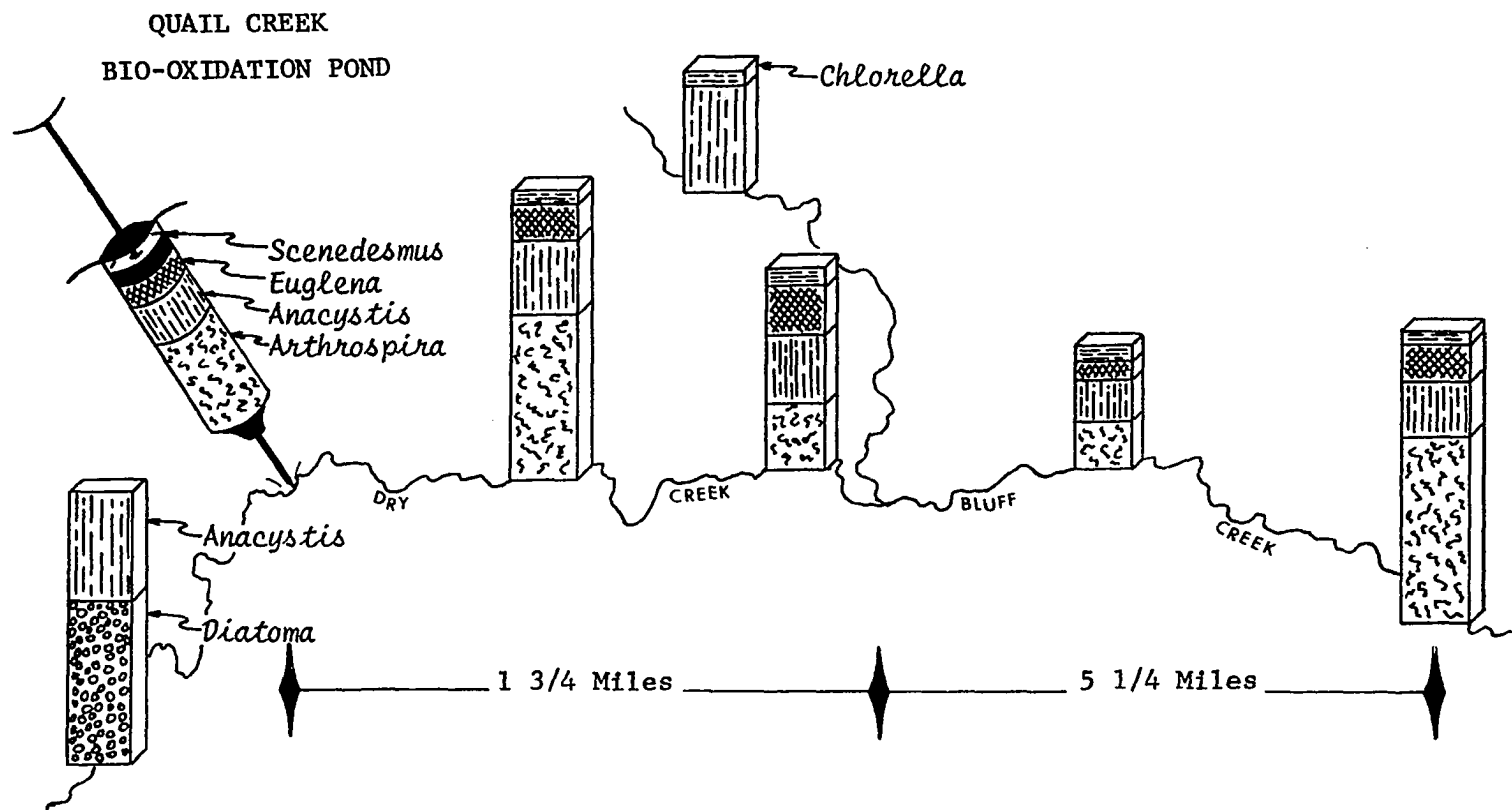 QUAIL CREEK
BIO-OXIDATION POND
Chlorella
Scenedesmus
Euglena
Anacystis
Arthrospira
DRY
CREEK
BLUFF
CREEK
Anacystis
Diatoma
1 3/4 Miles
5 1/4 Miles